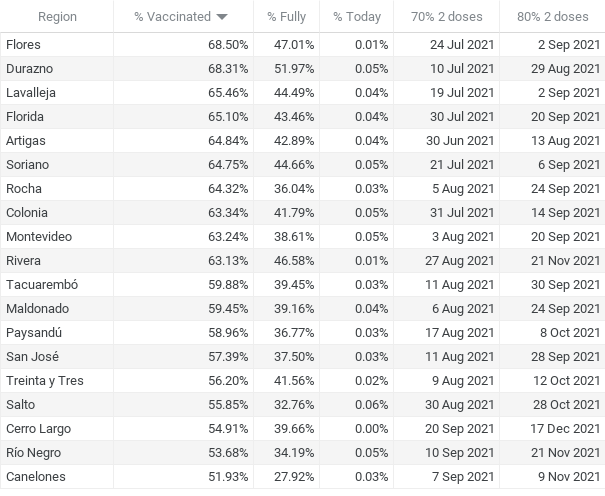 Region % Vaccinated % Fully % Today 70% 2 doses 80% 2 doses
Flores 68.50% 47.01% 0.01% 24 Jul 2021 2 Sep 2021
Durazno 68.31% 51.97% 0.05% 10 Jul 2021 29 Aug 2021
Lavalleja 65.46% 44.49% 0.04% 19 Jul 2021 2 Sep 2021
Florida 65.10% 43.46% 0.04% 30 Jul 2021 20 Sep 2021
Artigas 64.84% 42.89% 0.04% 30 Jun 2021 13 Aug 2021
Soriano 64.75% 44.66% 0.05% 21 Jul 2021 6 Sep 2021
Rocha 64.32% 36.04% 0.03% 5 Aug 2021 24 Sep 2021
Colonia 63.34% 41.79% 0.05% 31 Jul 2021 14 Sep 2021
Montevideo 63.24% 38.61% 0.05% 3 Aug 2021 20 Sep 2021
Rivera 63.13% 46.58% 0.01% 27 Aug 2021 21 Nov 2021
Tacuarembó 59.88% 39.45% 0.03% 11 Aug 2021 30 Sep 2021
Maldonado 59.45% 39.16% 0.04% 6 Aug 2021 24 Sep 2021
Paysandú 58.96% 36.77% 0.03% 17 Aug 2021 8 Oct 2021
San José 57.39% 37.50% 0.03% 11 Aug 2021 28 Sep 2021
Treinta y Tres 56.20% 41.56% 0.02% 9 Aug 2021 12 Oct 2021
Salto 55.85% 32.76% 0.06% 30 Aug 2021 28 Oct 2021
Cerro Largo 54.91% 39.66% 0.00% 20 Sep 2021 17 Dec 2021
Río Negro 53.68% 34.19% 0.05% 10 Sep 2021 21 Nov 2021
Canelones 51.93% 27.92% 0.03% 7 Sep 2021 9 Nov 2021